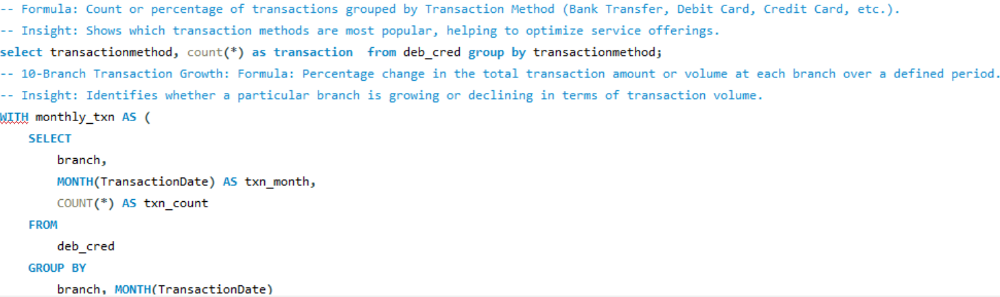 -- Formula: Count or percentage of transactions grouped by Transaction Method (Bank Transfer, Debit Card, Credit Card, etc.).
-- Insight: Shows which transaction methods are most popular, helping to optimize service offerings.
select transactionmethod, count(*) as transaction  from deb_cred group by transactionmethod;
-- 10-Branch Transaction Growth: Formula: Percentage change in the total transaction amount or volume at each branch over a defined period.
-- Insight: Identifies whether a particular branch is growing or declining in terms of transaction volume.
WITH monthly_txn AS (
    SELECT
        branch,
        MONTH(TransactionDate) AS txn_month,
        COUNT(*) AS txn_count
    FROM
        deb_cred
    GROUP BY
        branch, MONTH(TransactionDate)